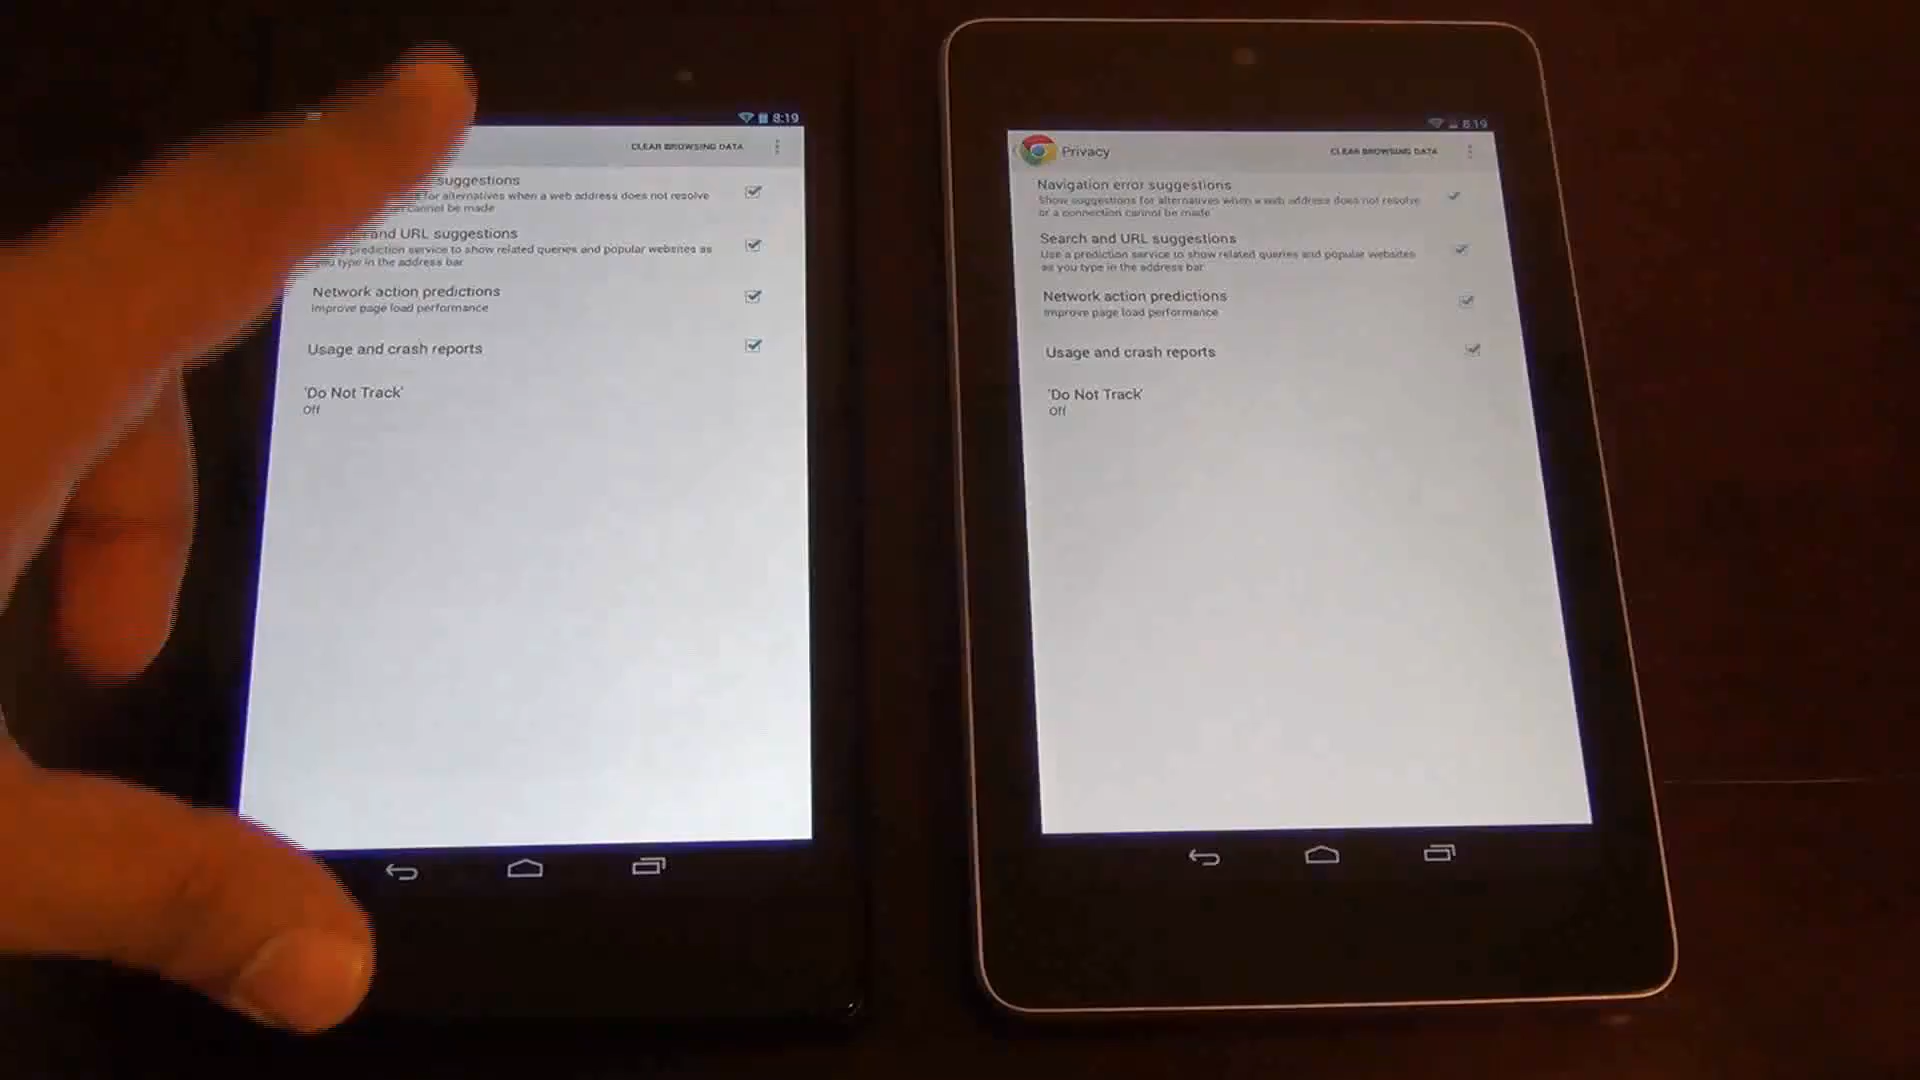 8:19
CLEAR BROWSING DATA
suggestions
for alternatives when a web address does not resolve
cannot be made
and URL suggestions
prediction service to show related queries and popular websites as
you type in the address bar
Network action predictions
Improve page load performance
Usage and crash reports
'Do Not Track'
Off
8:19
Privacy
CLEAR BROWSING DATA
Navigation error suggestions
Show suggestions for alternatives when a web address does not resolve
or a connection cannot be made
Search and URL suggestions
Use a prediction service to show related queries and popular websites
as you type in the address bar
Network action predictions
Improve page load performance
Usage and crash reports
'Do Not Track'
Off